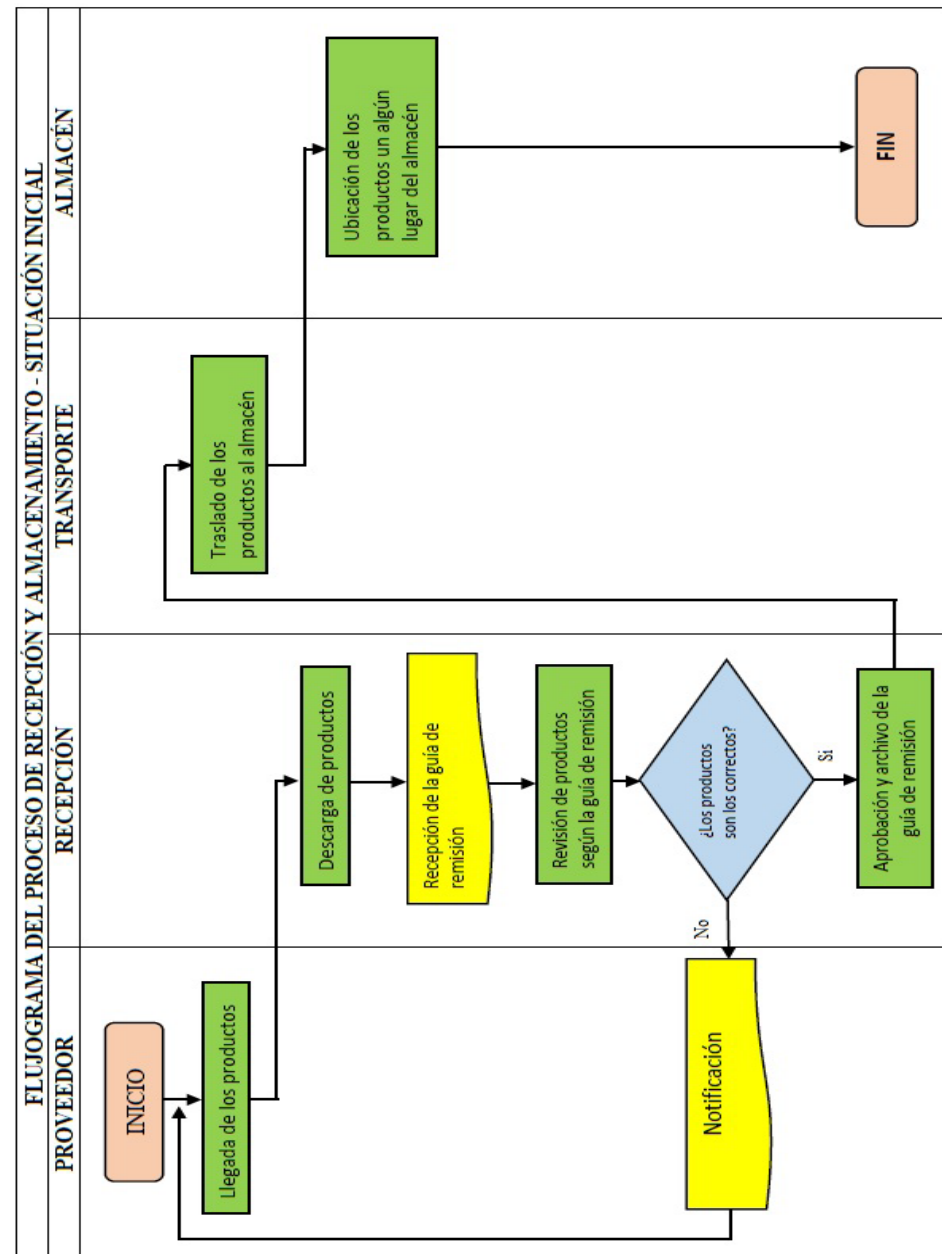 FLUJOGRAMA DEL PROCESO DE RECEPCIÓN Y ALMACENAMIENTO - SITUACIÓN INICIAL
PROVEEDOR
RECEPCIÓN
TRANSPORTE
ALMACÉN
INICIO
Llegada de los productos
Descarga de productos
Recepción de la guía de
remisión
Revisión de productos
según la guía de remisión
¿Los productos
son los correctos?
No
Notificación
Si
Aprobación y archivo de la
guía de remisión
Traslado de los
productos al almacén
Ubicación de los
productos un algún
lugar del almacén
FIN